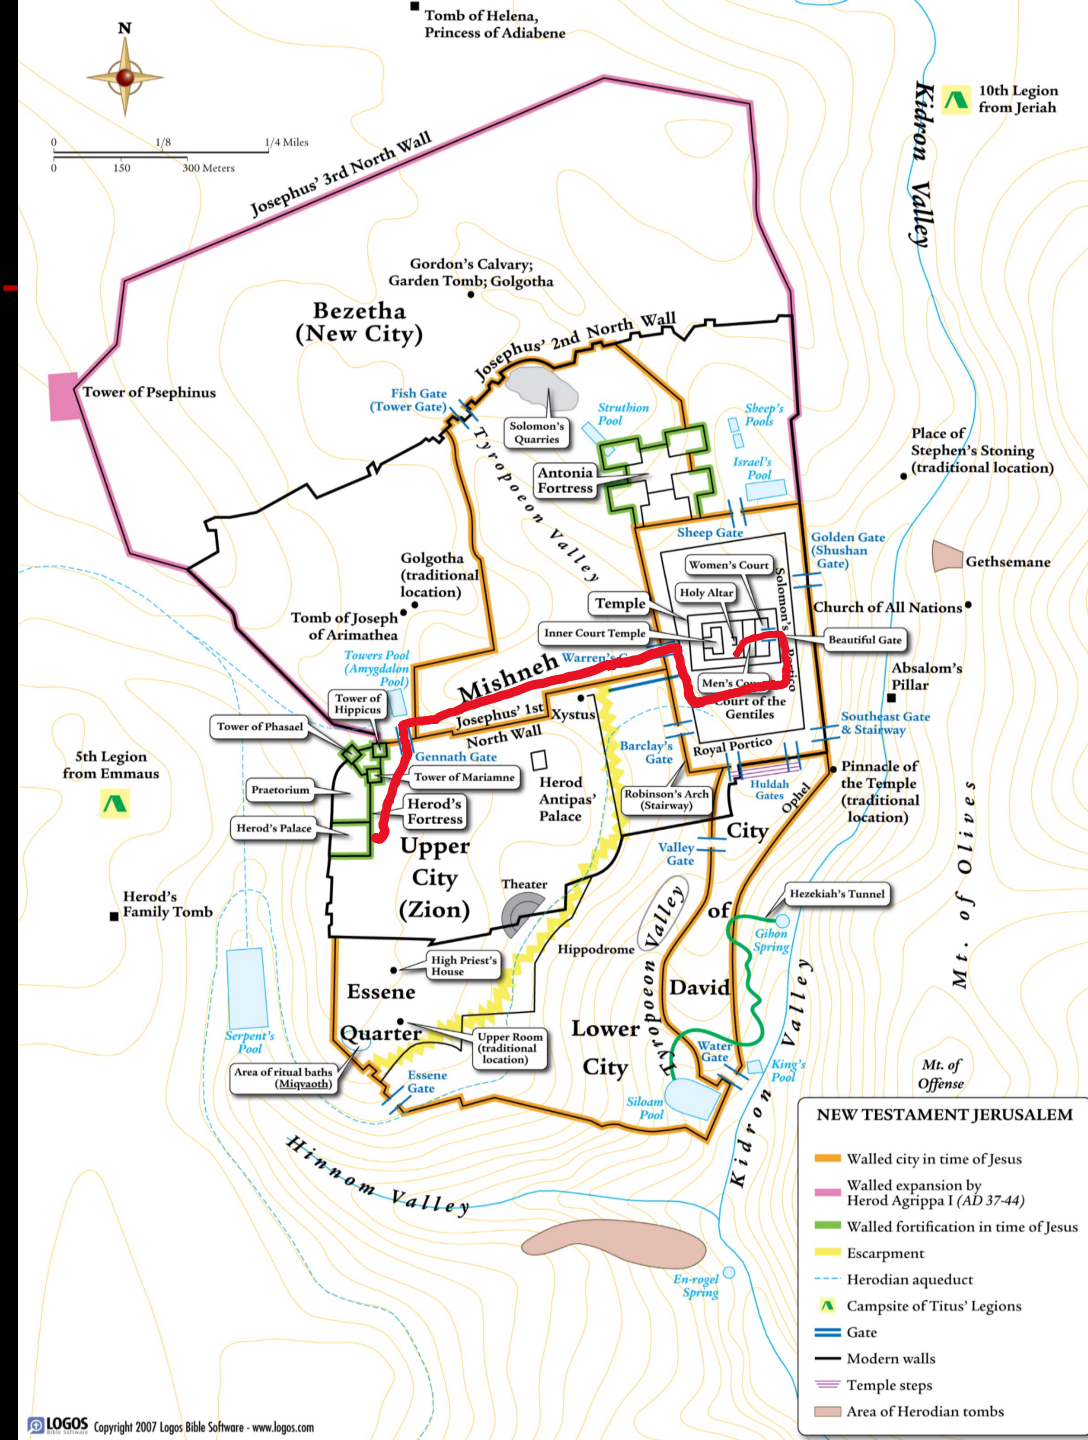 Tomb of Helena,
Princess of Adiabene
N
0 1/8 1/4 Miles
0 150 300 Meters
10th Legion
from Jeriah
Kidron Valley
Josephus' 3rd North Wall
Gordon's Calvary;
Garden Tomb; Golgotha
Bezetha
(New City)
Josephus' 2nd North Wall
Tower of Psephinus
Fish Gate
(Tower Gate)
Solomon's
Quarries
Struthion
Pool
Sheep's
Pools
Israel's
Pool
Place of
Stephen's Stoning
(traditional location)
Tyropoeon Valley
Antonia
Fortress
Sheep Gate
Golden Gate
(Shushan
Gate)
Gethsemane
Golgotha
(traditional
location)
Women's Court
Holy Altar
Solomon's
Portico
Temple
Tomb of Joseph
of Arimathea
Inner Court Temple
Church of All Nations
Beautiful Gate
Towers Pool
(Amygdalon
Pool)
Mishneh
Warren's
Men's
Absalom's
Pillar
Tower of
Hippicus
Josephus' 1st
North Wall
Xystus
Court of the
Gentiles
Southeast Gate
& Stairway
Tower of Phasael
Gennath Gate
Barclay's
Gate
Royal Portico
5th Legion
from Emmaus
Tower of Mariamne
Praetorium
Herod
Antipas'
Palace
Robinson's Arch
(Stairway)
Huldah
Gates
Ophel
Pinnacle of
the Temple
(traditional
location)
Herod's
Fortress
Herod's Palace
Upper
City
(Zion)
City
of
David
Valley
Gate
Mt. of Olives
Theater
Herod's
Family Tomb
Hezekiah's Tunnel
Gihon
Spring
Hippodrome
Tyropoeon Valley
High Priest's
House
Essene
Quarter
Serpent's
Pool
Upper Room
(traditional
location)
Lower
City
Kidron Valley
Water
Gate
King's
Pool
Mt. of
Offense
Area of ritual baths
(Miqvaoth)
Essene
Gate
Siloam
Pool
Hinnom Valley
En-rogel
Spring
NEW TESTAMENT JERUSALEM
Walled city in time of Jesus
Walled expansion by
Herod Agrippa I (AD 37-44)
Walled fortification in time of Jesus
Escarpment
Herodian aqueduct
Campsite of Titus' Legions
Gate
Modern walls
Temple steps
Area of Herodian tombs
LOGOS
Bible Software
Copyright 2007 Logos Bible Software - www.logos.com